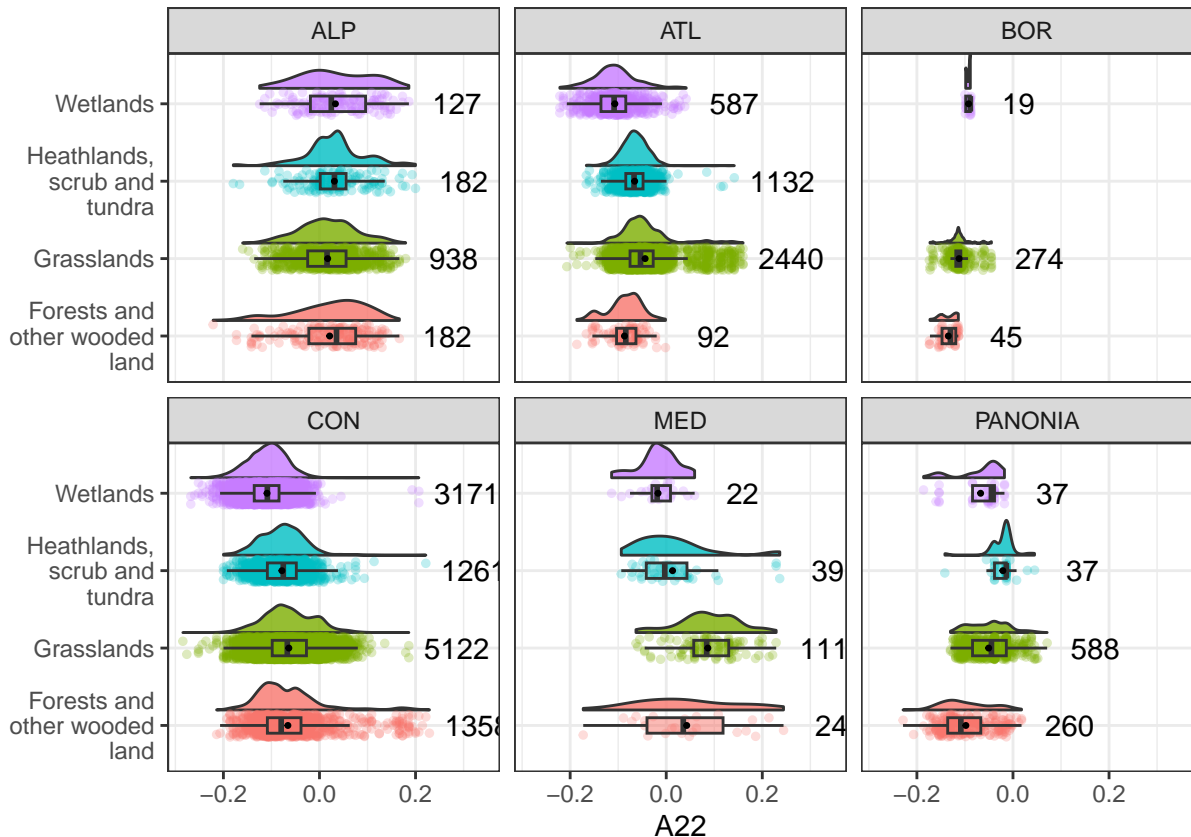 ALP
ATL
BOR
Wetlands
127
587
19
Heathlands,
scrub and
tundra
182
1132
Grasslands
938
2440
274
Forests and
other wooded
land
182
92
45
CON
MED
PANONIA
Wetlands
3171
22
37
Heathlands,
scrub and
tundra
1261
39
37
Grasslands
5122
111
588
Forests and
other wooded
land
1358
24
260
−0.2 0.0 0.2
−0.2 0.0 0.2
−0.2 0.0 0.2
A22